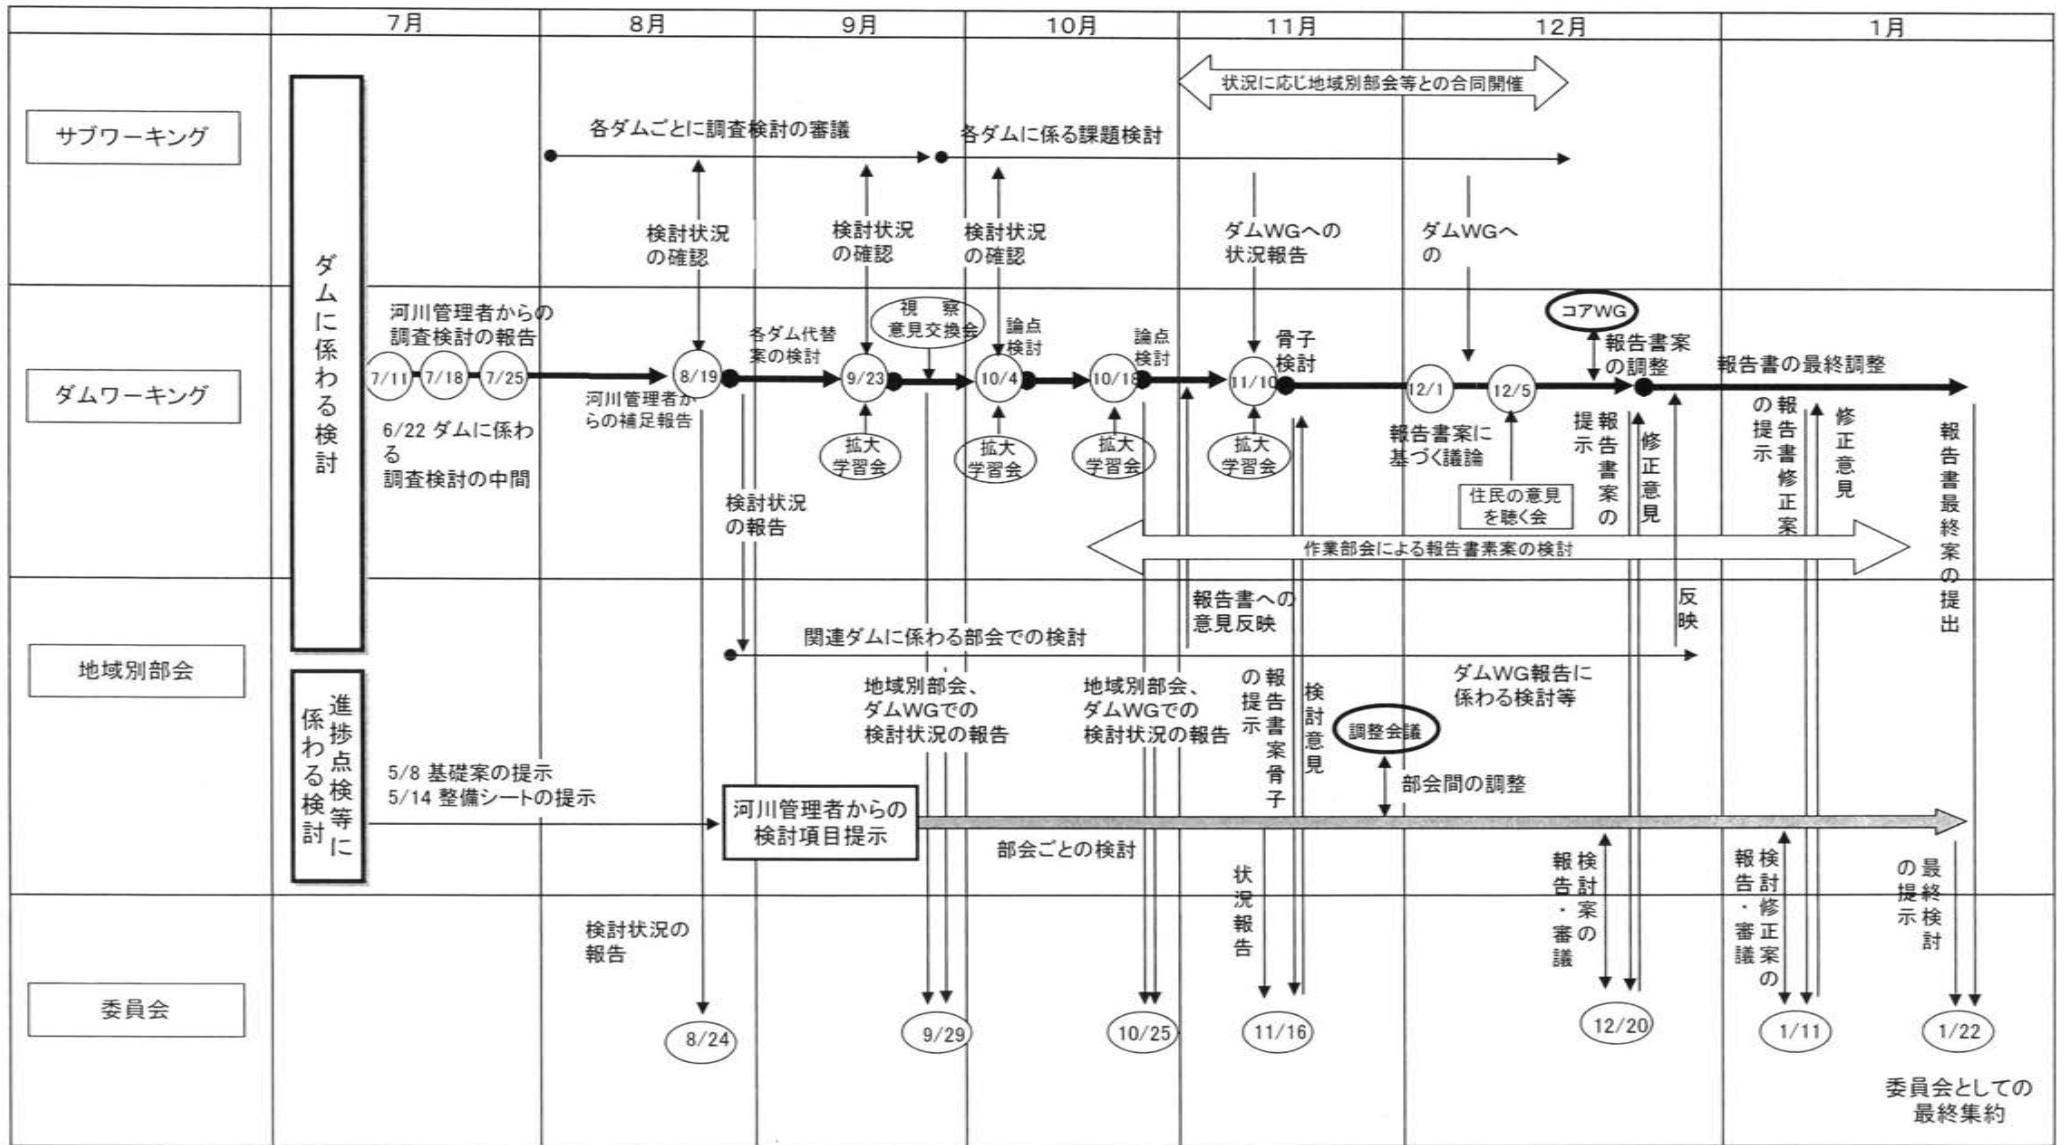 7月
8月
9月
10月
11月
12月
1月
サブワーキング
状況に応じ地域別部会等との合同開催
各ダムごとに調査検討の審議
各ダムに係る課題検討
検討状況
の確認
検討状況
の確認
検討状況
の確認
ダムWGへの
状況報告
ダムWGへ
の
ダムに係わる検討
ダムワーキング
河川管理者からの
調査検討の報告
7/11
7/18
7/25
6/22 ダムに係わ
る
調査検討の中間
河川管理者か
らの補足報告
8/19
各ダム代替
案の検討
9/23
視 察
意見交換会
拡大
学習会
10/4
論点
検討
拡大
学習会
10/18
論点
検討
拡大
学習会
11/10
骨子
検討
拡大
学習会
12/1
12/5
報告書案に
基づく議論
住民の意見
を聴く会
コアWG
報告書案
の調整
報告書案の
提示
修正意見
報告書の最終調整
報告書修正案
の提示
修正意見
報告書最終案の提出
検討状況
の報告
作業部会による報告書素案の検討
地域別部会
報告書への
意見反映
反映
関連ダムに係わる部会での検討
ダムWG報告に
係わる検討等
地域別部会、
ダムWGでの
検討状況の報告
地域別部会、
ダムWGでの
検討状況の報告
報告書案骨子
の提示
検討意見
調整会議
部会間の調整
進捗点検等に
係わる検討
5/8 基礎案の提示
5/14 整備シートの提示
河川管理者からの
検討項目提示
部会ごとの検討
状況報告
検討案の
報告・審議
検討修正案の
報告・審議
最終検討
の提示
委員会
検討状況の
報告
8/24
9/29
10/25
11/16
12/20
1/11
1/22
委員会としての
最終集約